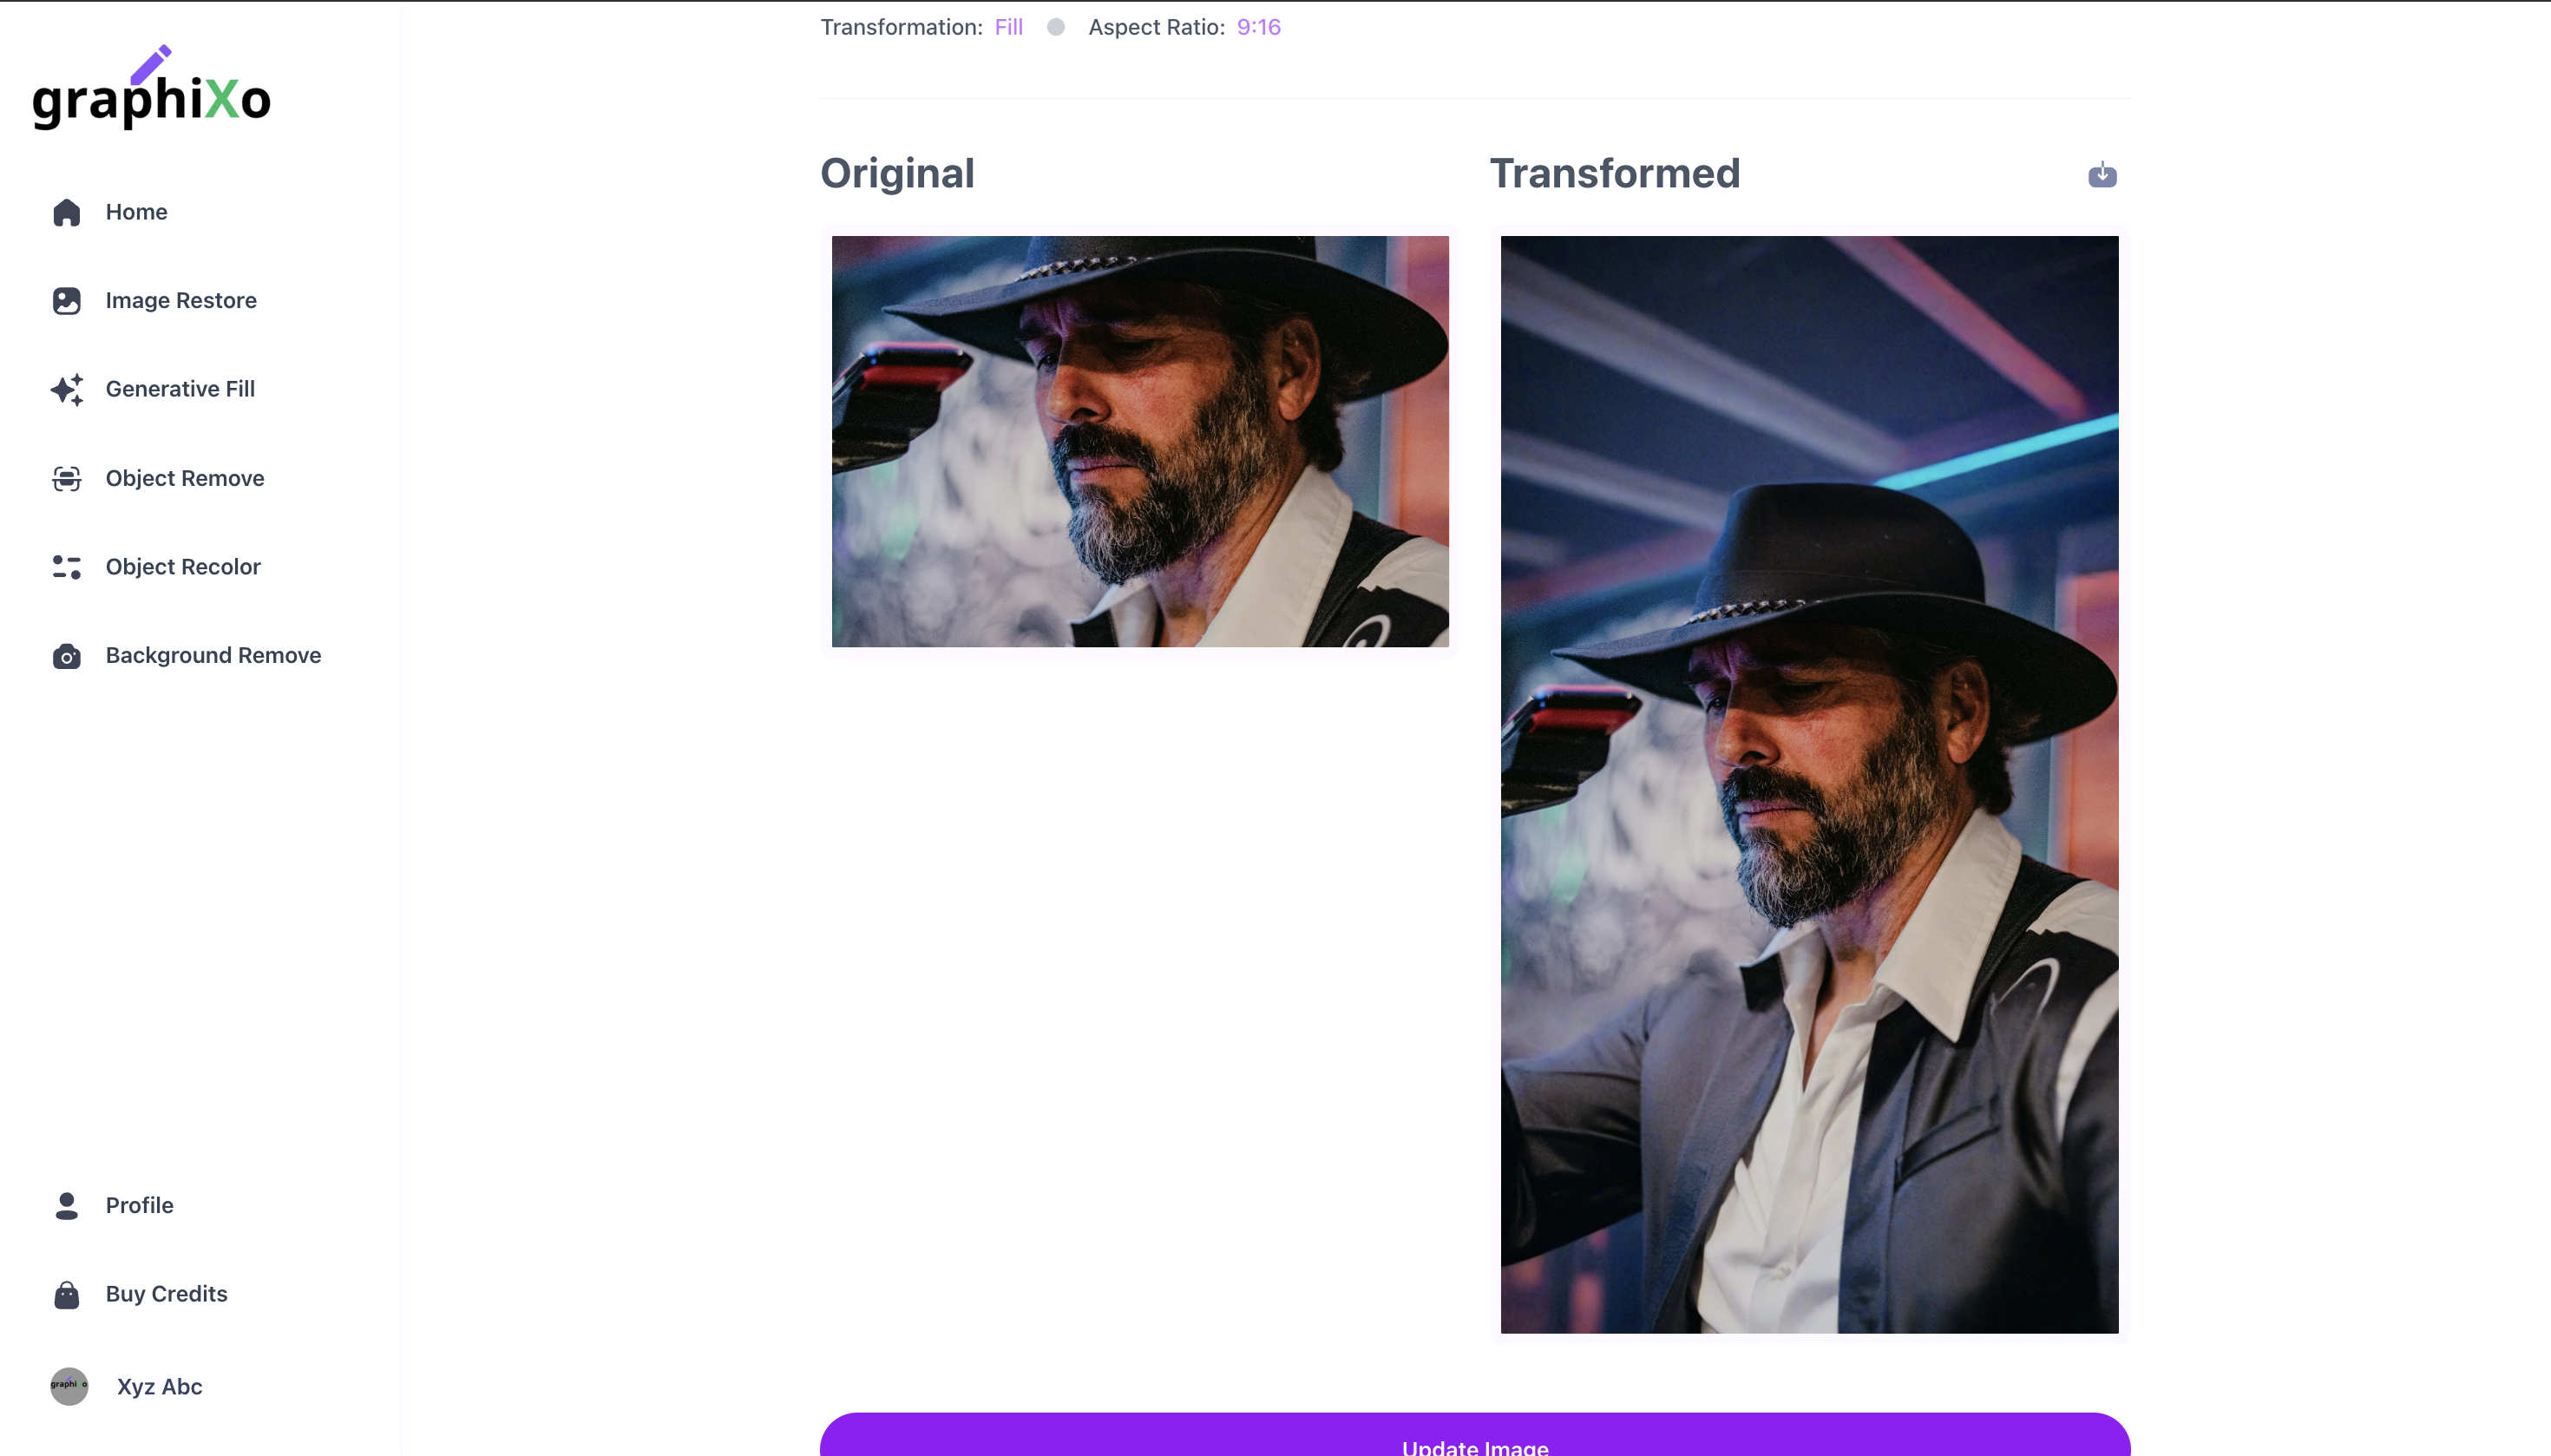 graphiXo
Home
Image Restore
Generative Fill
Object Remove
Object Recolor
Background Remove
Profile
Buy Credits
graphiXo
Xyz Abc
Transformation: Fill Aspect Ratio: 9:16
Original
Transformed
Update Image